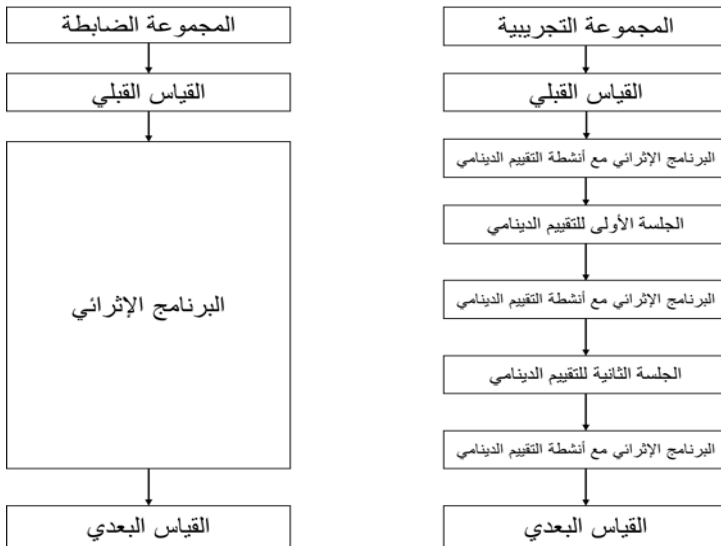 المجموعة التجريبية
القياس القبلي
البرنامج الإثرائي مع أنشطة التقييم الدينامي
الجلسة الأولى للتقييم الدينامي
البرنامج الإثرائي مع أنشطة التقييم الدينامي
الجلسة الثانية للتقييم الدينامي
البرنامج الإثرائي مع أنشطة التقييم الدينامي
القياس البعدي
المجموعة الضابطة
القياس القبلي
البرنامج الإثرائي
القياس البعدي